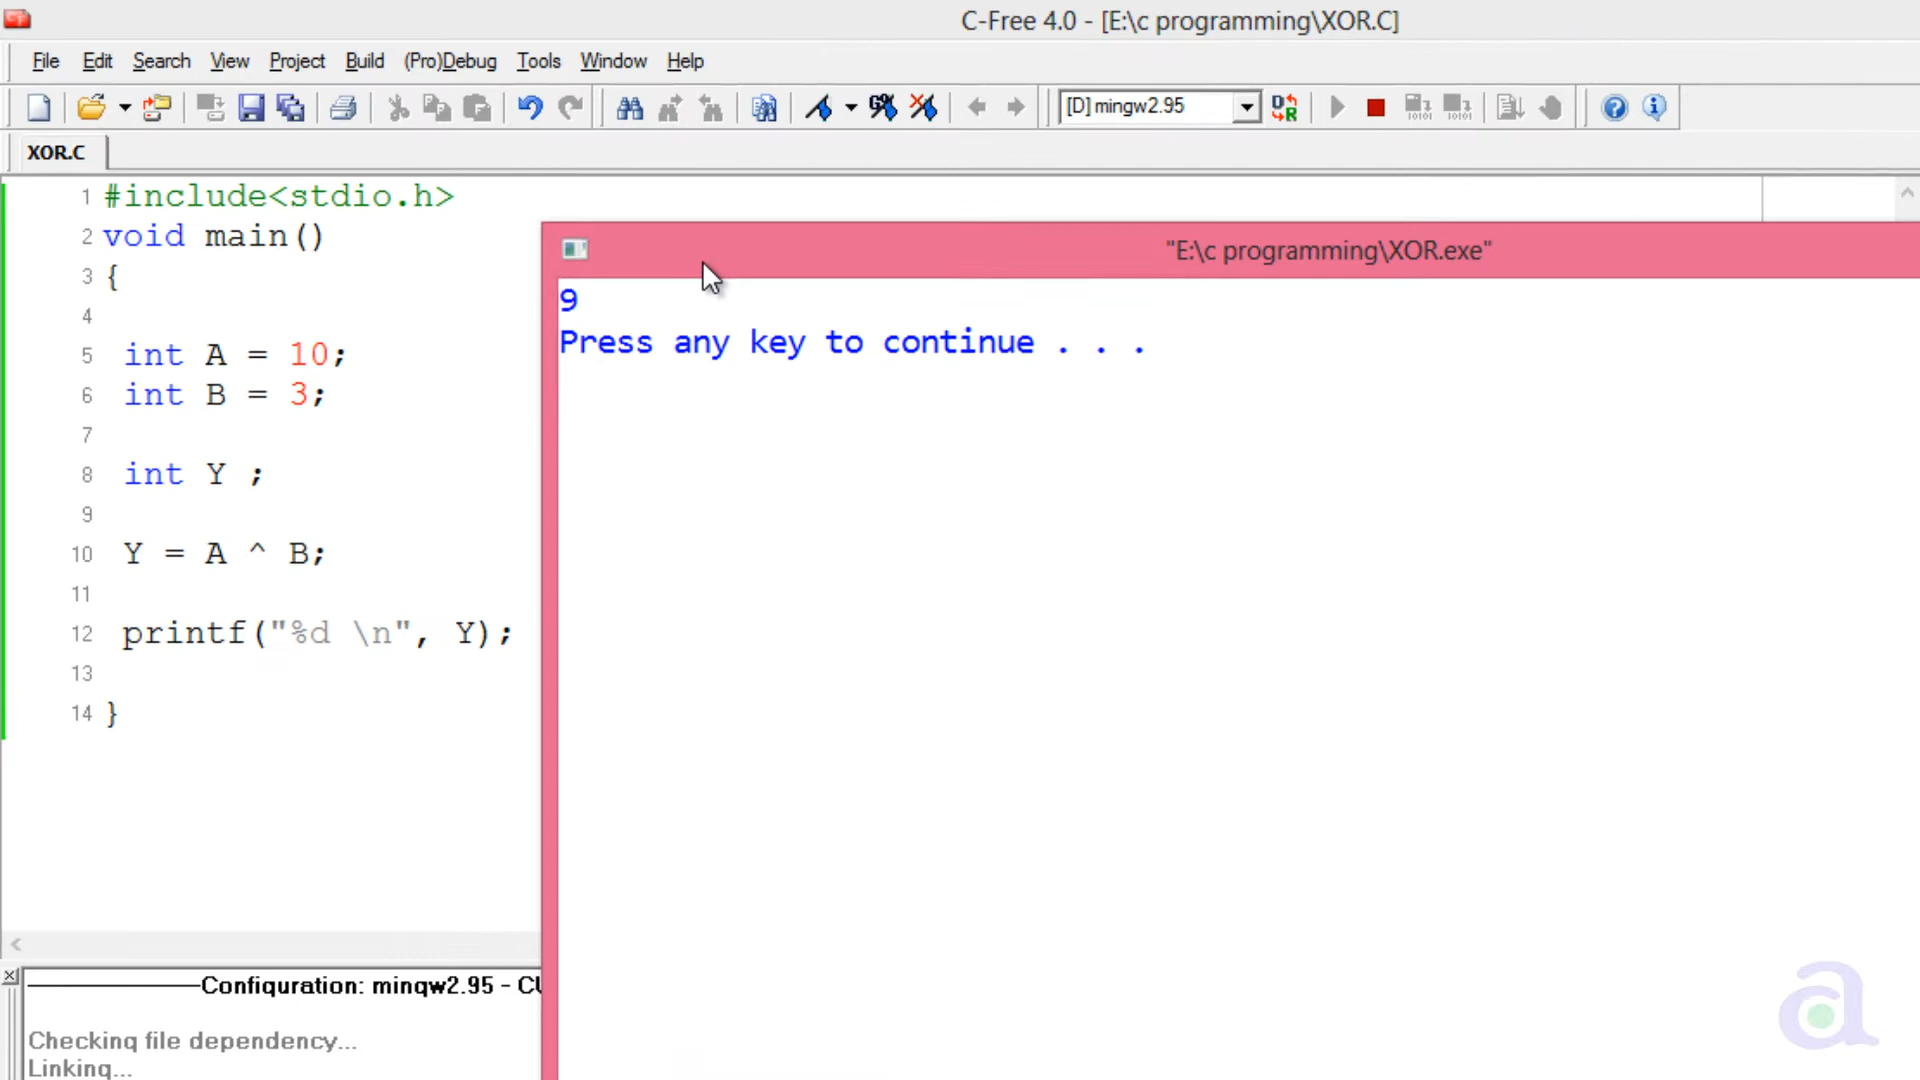 C-Free 4.0 - [E:\c programming\XOR.C]
File Edit Search View Project Build (Pro)Debug Tools Window Help
[D] mingw2.95
XOR.C
1 #include<stdio.h>
2 void main()
3 {
4
5 int A = 10;
6 int B = 3;
7
8 int Y ;
9
10 Y = A ^ B;
11
12 printf("%d \n", Y);
13
14 }
"E:\c programming\XOR.exe"
9
Press any key to continue . . .
Configuration: mingw2.95 - CU
Checking file dependency...
Linking...